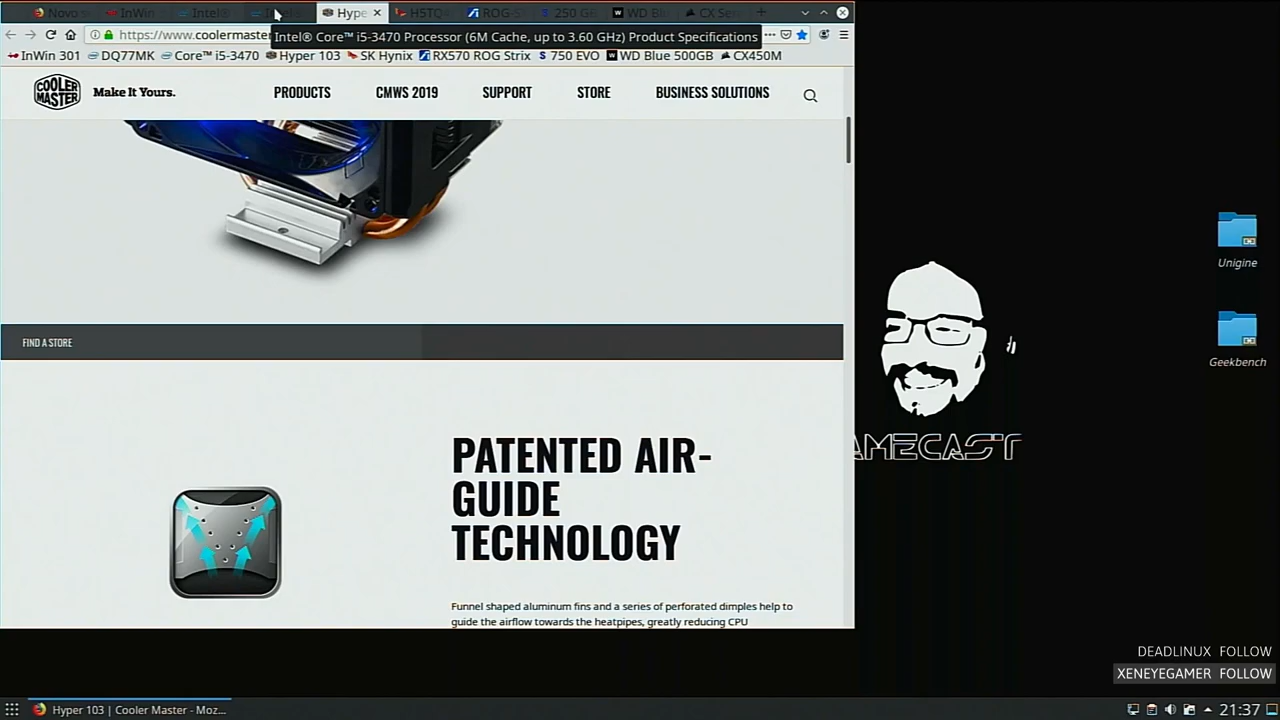 Novo
InWin
Intel®
Intel®
Hype
H5TQ4
ROG-S
250 GB
WD Blu
CX Seri
https://www.coolermaster
Intel® Core™ i5-3470 Processor (6M Cache, up to 3.60 GHz) Product Specifications
InWin 301
DQ77MK
Core™ i5-3470
Hyper 103
SK Hynix
RX570 ROG Strix
750 EVO
WD Blue 500GB
CX450M
COOLER MASTER
Make It Yours.
PRODUCTS
CMWS 2019
SUPPORT
STORE
BUSINESS SOLUTIONS
FIND A STORE
PATENTED AIR-
GUIDE
TECHNOLOGY
Funnel shaped aluminum fins and a series of perforated dimples help to
guide the airflow towards the heatpipes, greatly reducing CPU
Unigine
Geekbench
AMECAST
DEADLINUX FOLLOW
XENEYEGAMER FOLLOW
Hyper 103 | Cooler Master - Moz...
21:37